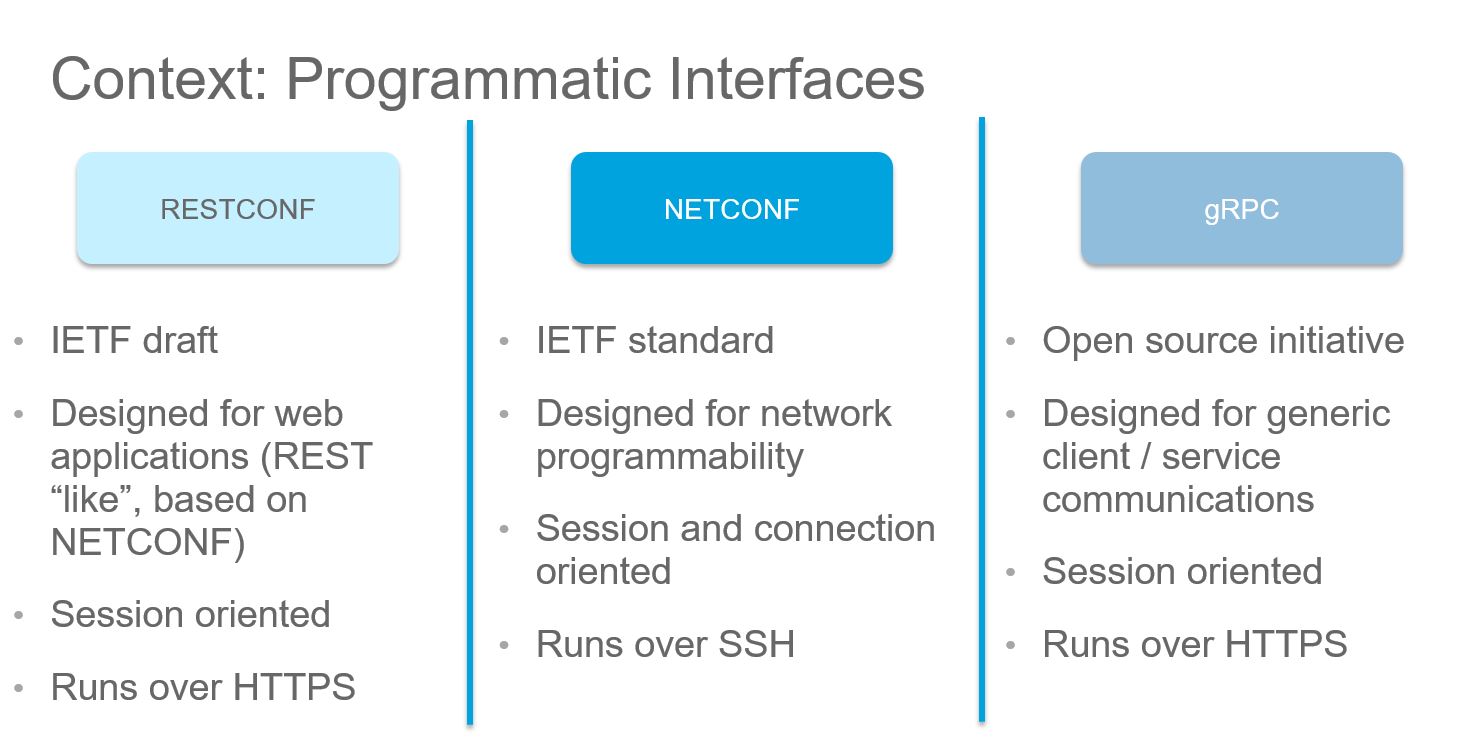 Context: Programmatic Interfaces
RESTCONF
• IETF draft
• Designed for web
applications (REST
“like”, based on
NETCONF)
• Session oriented
• Runs over HTTPS
NETCONF
• IETF standard
• Designed for network
programmability
• Session and connection
oriented
• Runs over SSH
gRPC
• Open source initiative
• Designed for generic
client / service
communications
• Session oriented
• Runs over HTTPS